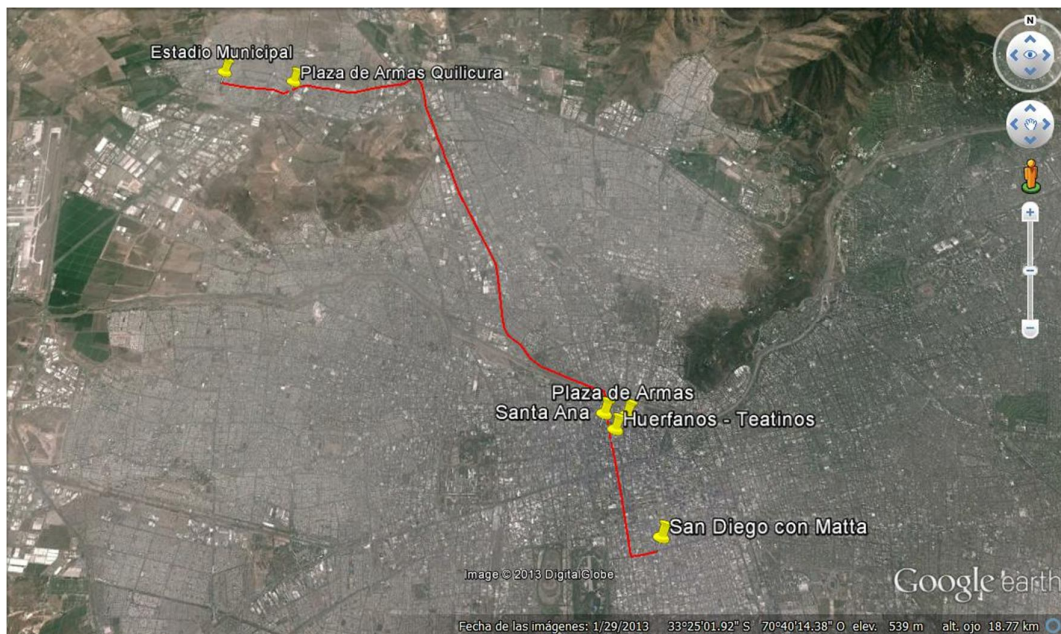 N
Estadio Municipal
Plaza de Armas Quilicura
Plaza de Armas
Santa Ana
Huerfanos - Teatinos
San Diego con Matta
Image © 2013 DigitalGlobe
Google earth
Fecha de las imágenes: 1/29/2013 33°25'01.92" S 70°40'14.38" O elev. 539 m alt. ojo 18.77 km